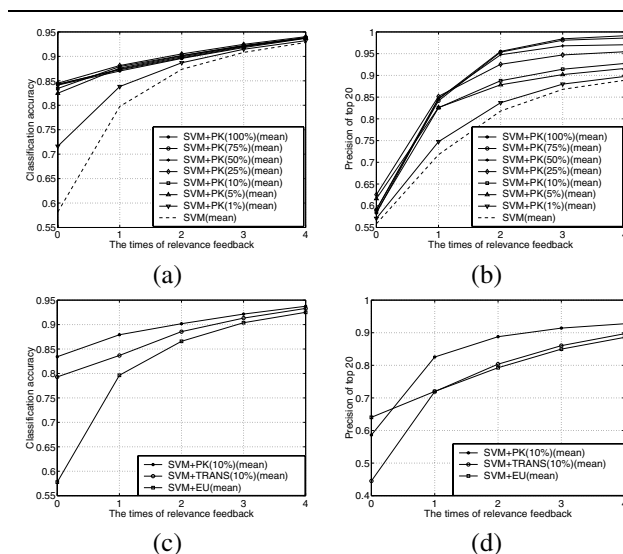 0.95
0.9
0.85
0.8
0.75
0.7
0.65
0.6
0.55
Classification accuracy
SVM+PK(100%)(mean)
SVM+PK(75%)(mean)
SVM+PK(50%)(mean)
SVM+PK(25%)(mean)
SVM+PK(10%)(mean)
SVM+PK(5%)(mean)
SVM+PK(1%)(mean)
SVM(mean)
0 1 2 3 4
The times of relevance feedback
(a)
1
0.95
0.9
0.85
0.8
0.75
0.7
0.65
0.6
0.55
Precision of top 20
SVM+PK(100%)(mean)
SVM+PK(75%)(mean)
SVM+PK(50%)(mean)
SVM+PK(25%)(mean)
SVM+PK(10%)(mean)
SVM+PK(5%)(mean)
SVM+PK(1%)(mean)
SVM(mean)
0 1 2 3 4
The times of relevance feedback
(b)
0.95
0.9
0.85
0.8
0.75
0.7
0.65
0.6
0.55
Classification accuracy
SVM+PK(10%)(mean)
SVM+TRANS(10%)(mean)
SVM+EU(mean)
0 1 2 3 4
The times of relevance feedback
(c)
1
0.9
0.8
0.7
0.6
0.5
0.4
Precision of top 20
SVM+PK(10%)(mean)
SVM+TRANS(10%)(mean)
SVM+EU(mean)
0 1 2 3 4
The times of relevance feedback
(d)